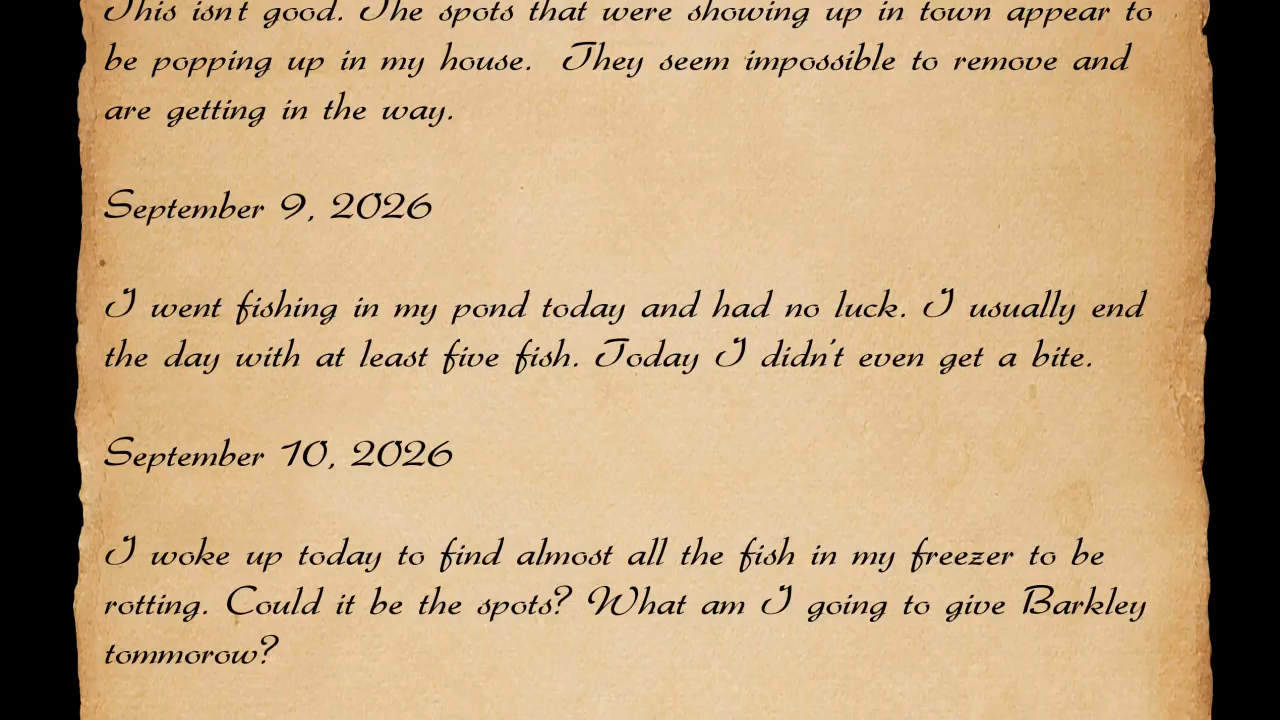 This isn't good. The spots that were showing up in town appear to
be popping up in my house. They seem impossible to remove and
are getting in the way.
September 9, 2026
I went fishing in my pond today and had no luck. I usually end
the day with at least five fish. Today I didn't even get a bite.
September 10, 2026
I woke up today to find almost all the fish in my freezer to be
rotting. Could it be the spots? What am I going to give Barkley
tommorow?